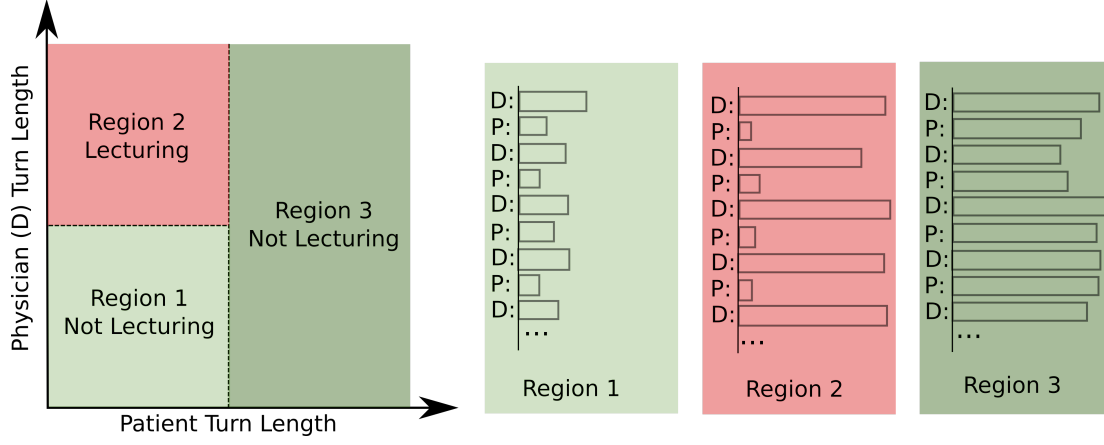 Physician (D) Turn Length
Region 2
Lecturing
Region 3
Not Lecturing
Region 1
Not Lecturing
Patient Turn Length
D:
P:
D:
P:
D:
P:
D:
P:
D:
...
Region 1
D:
P:
D:
P:
D:
P:
D:
P:
D:
...
Region 2
D:
P:
D:
P:
D:
P:
D:
P:
D:
...
Region 3